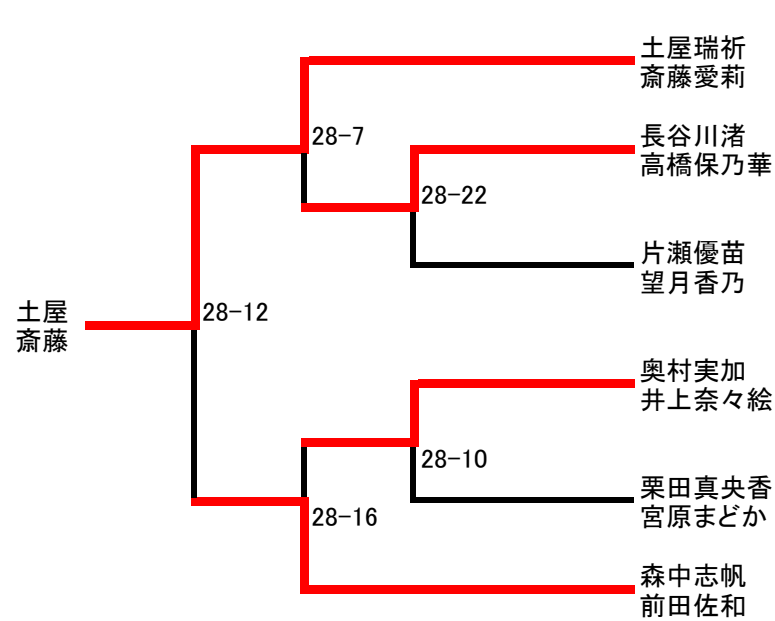 土屋瑞祈
斎藤愛莉
28-7
長谷川渚
高橋保乃華
28-22
片瀬優苗
望月香乃
土屋
斎藤
28-12
奥村実加
井上奈々絵
28-10
栗田真央香
宮原まどか
28-16
森中志帆
前田佐和